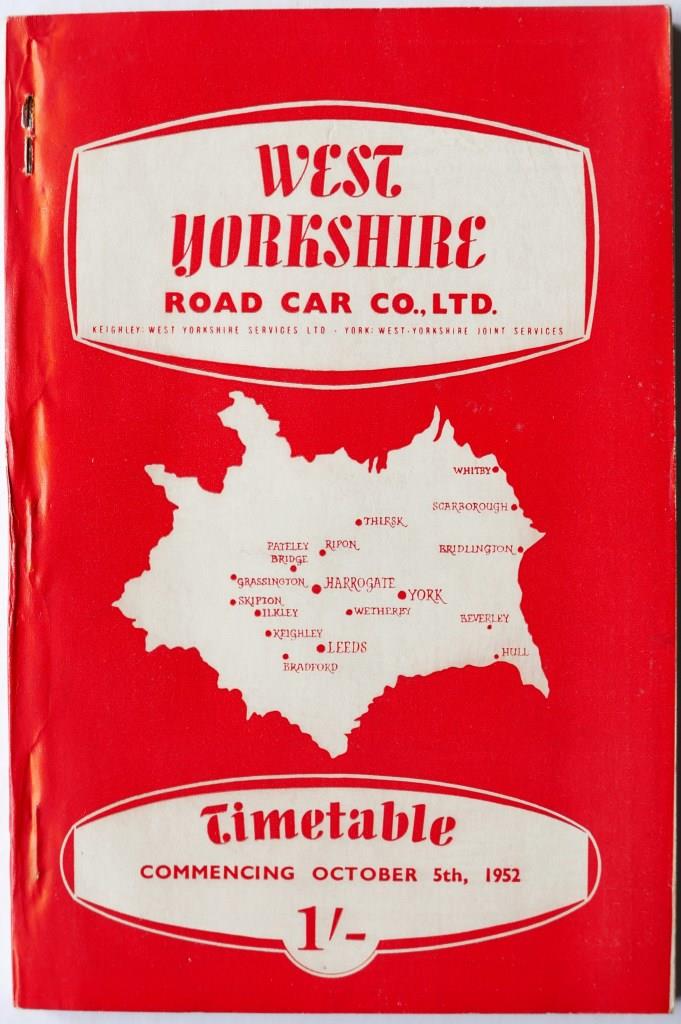 WEST
YORKSHIRE
ROAD CAR CO., LTD.
KEIGHLEY: WEST YORKSHIRE SERVICES LTD · YORK: WEST-YORKSHIRE JOINT SERVICES
WHITBY
SCARBOROUGH
THIRSK
PATELEY
BRIDGE
RIPON
BRIDLINGTON
GRASSINGTON
HARROGATE
YORK
SKIPTON
ILKLEY
WETHERBY
BEVERLEY
KEIGHLEY
LEEDS
HULL
BRADFORD
Timetable
COMMENCING OCTOBER 5th, 1952
1/-